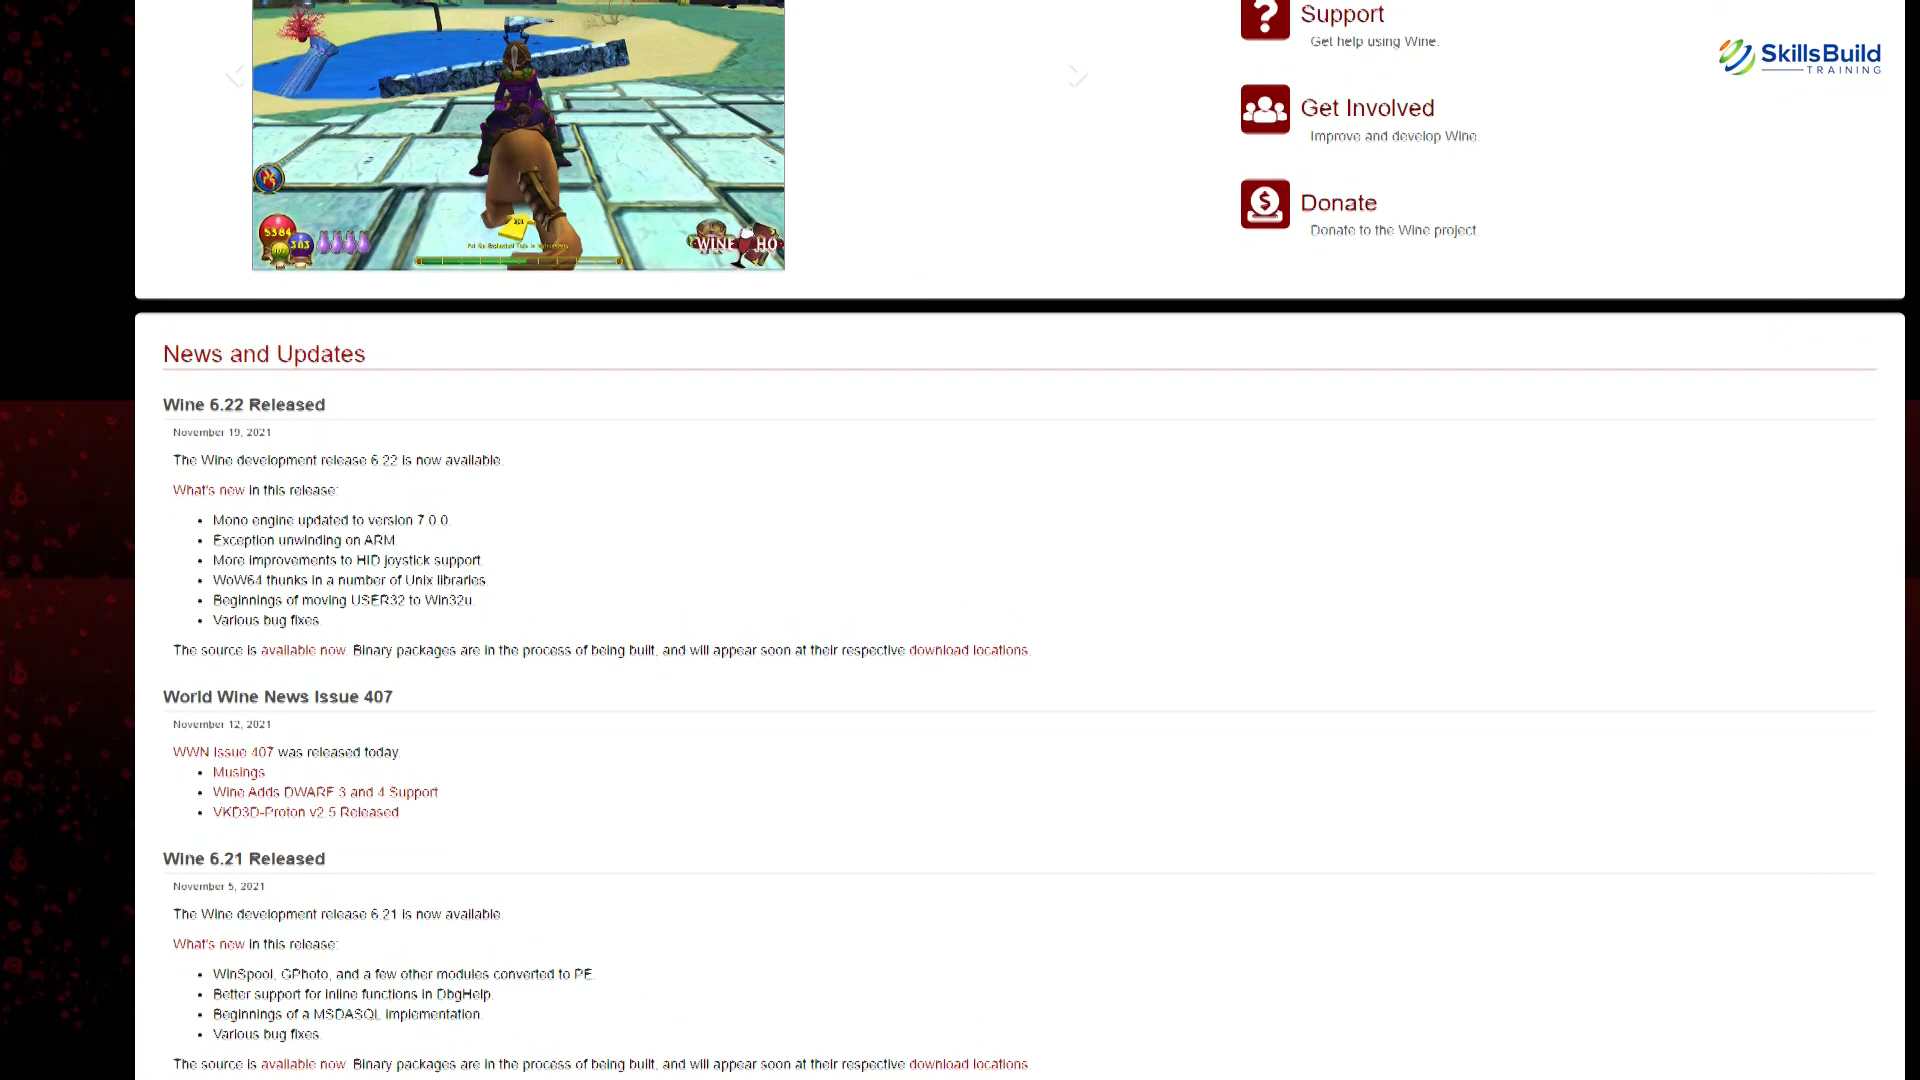 Support
Get help using Wine.
SkillsBuild
TRAINING
Get Involved
Improve and develop Wine.
Donate
Donate to the Wine project.
5384
303
WINE HQ
News and Updates
Wine 6.22 Released
November 19, 2021
The Wine development release 6.22 is now available.
What's new in this release:
• Mono engine updated to version 7.0.0.
• Exception unwinding on ARM.
• More improvements to HID joystick support.
• WoW64 thunks in a number of Unix libraries.
• Beginnings of moving USER32 to Win32u.
• Various bug fixes.
The source is available now. Binary packages are in the process of being built, and will appear soon at their respective download locations.
World Wine News Issue 407
November 12, 2021
WWN Issue 407 was released today.
• Musings
• Wine Adds DWARF 3 and 4 Support
• VKD3D-Proton v2.5 Released
Wine 6.21 Released
November 5, 2021
The Wine development release 6.21 is now available.
What's new in this release:
• WinSpool, GPhoto, and a few other modules converted to PE.
• Better support for inline functions in DbgHelp.
• Beginnings of a MSDASQL implementation.
• Various bug fixes.
The source is available now. Binary packages are in the process of being built, and will appear soon at their respective download locations.